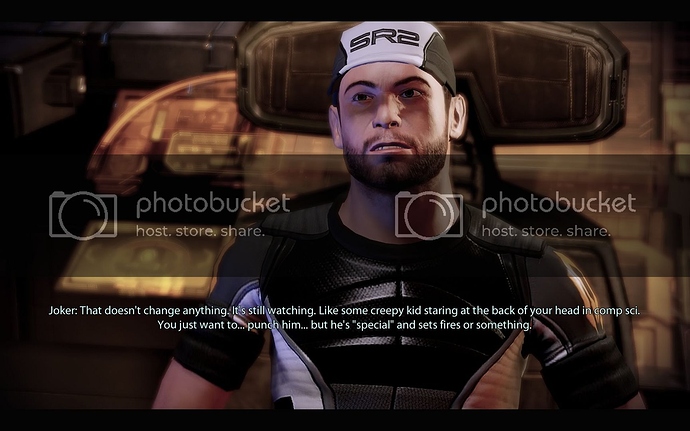 SR2
photobucket photobucket
host. store. share. host. store. share.
Joker: That doesn't change anything. It's still watching. Like some creepy kid staring at the back of your head in comp sci.
You just want to... punch him... but he's "special" and sets fires or something.